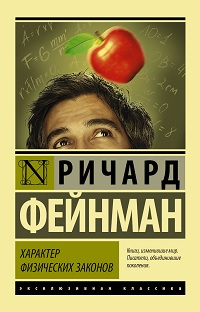 N
РИЧАРД
ФЕЙНМАН
ХАРАКТЕР
ФИЗИЧЕСКИХ ЗАКОНОВ
Книги, изменившие мир.
Писатели, объединившие
поколения.
ЭКСКЛЮЗИВНАЯ КЛАССИКА